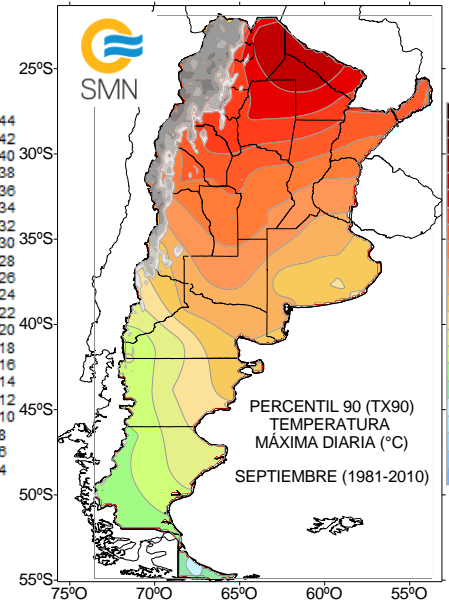 SMN
25ºS
30ºS
35ºS
40ºS
45ºS
50ºS
55ºS
44
42
40
38
36
34
32
30
28
26
24
22
20
18
16
14
12
10
8
6
4
PERCENTIL 90 (TX90)
TEMPERATURA
MÁXIMA DIARIA (°C)
SEPTIEMBRE (1981-2010)
75ºO 70ºO 65ºO 60ºO 55ºO